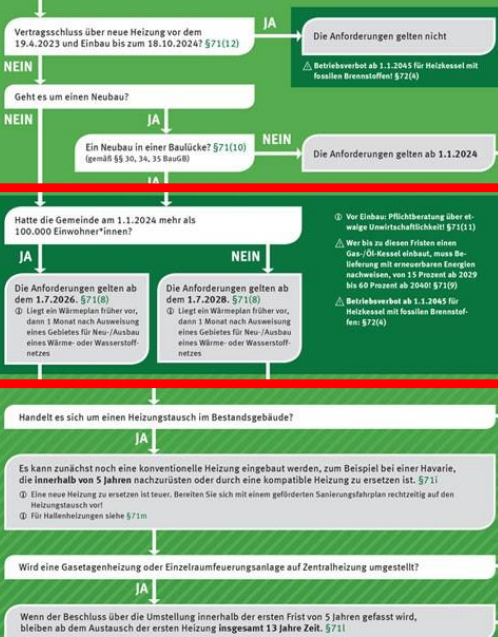 Vertragsschluss über neue Heizung vor dem
19.4.2023 und Einbau bis zum 18.10.2024? §71(12)
JA
Die Anforderungen gelten nicht
⚠ Betriebsverbot ab 1.1.2045 für Heizkessel mit
fossilen Brennstoffen! §72(4)
NEIN
Geht es um einen Neubau?
NEIN
JA
Ein Neubau in einer Baulücke? §71(10)
(gemäß §§ 30, 34, 35 BauGB)
NEIN
Die Anforderungen gelten ab 1.1.2024
JA
Hatte die Gemeinde am 1.1.2024 mehr als
100.000 Einwohner*innen?
JA
NEIN
Die Anforderungen gelten ab
dem 1.7.2026. §71(8)
① Liegt ein Wärmeplan früher vor,
dann 1 Monat nach Ausweisung
eines Gebietes für Neu-/Ausbau
eines Wärme- oder Wasserstoff-
netzes
Die Anforderungen gelten ab
dem 1.7.2028. §71(8)
① Liegt ein Wärmeplan früher vor,
dann 1 Monat nach Ausweisung
eines Gebietes für Neu-/Ausbau
eines Wärme- oder Wasserstoff-
netzes
① Vor Einbau: Pflichtberatung über et-
waige Unwirtschaftlichkeit! §71(11)
⚠ Wer bis zu diesen Fristen einen
Gas-/Öl-Kessel einbaut, muss Be-
lieferung mit erneuerbaren Energien
nachweisen, von 15 Prozent ab 2029
bis 60 Prozent ab 2040! §71(9)
⚠ Betriebsverbot ab 1.1.2045 für
Heizkessel mit fossilen Brennstof-
fen: §72(4)
Handelt es sich um einen Heizungstausch im Bestandsgebäude?
JA
Es kann zunächst noch eine konventionelle Heizung eingebaut werden, zum Beispiel bei einer Havarie,
die innerhalb von 5 Jahren nachzurüsten oder durch eine kompatible Heizung zu ersetzen ist. §71i
① Eine neue Heizung zu ersetzen ist teuer. Bereiten Sie sich mit einem geförderten Sanierungsfahrplan rechtzeitig auf den
Heizungstausch vor!
① Für Hallenheizungen siehe §71m
Wird eine Gasetagenheizung oder Einzelraumfeuerungsanlage auf Zentralheizung umgestellt?
JA
Wenn der Beschluss über die Umstellung innerhalb der ersten Frist von 5 Jahren gefasst wird,
bleiben ab dem Austausch der ersten Heizung insgesamt 13 Jahre Zeit. §71l